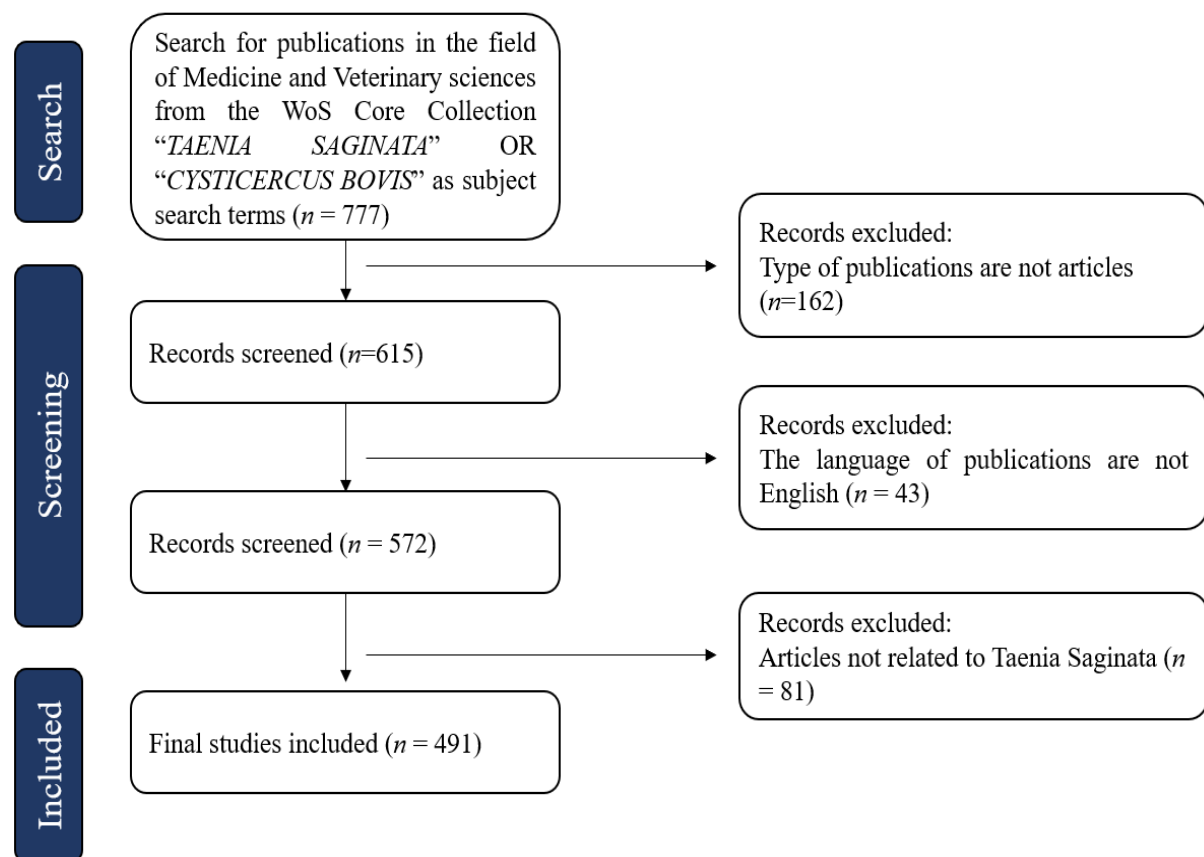 Search
Search for publications in the field
of Medicine and Veterinary sciences
from the WoS Core Collection
“TAENIA SAGINATA” OR
“CYSTICERCUS BOVIS” as subject
search terms (n = 777)
Records excluded:
Type of publications are not articles
(n=162)
Screening
Records screened (n=615)
Records excluded:
The language of publications are not
English (n = 43)
Records screened (n = 572)
Records excluded:
Articles not related to Taenia Saginata (n
= 81)
Included
Final studies included (n = 491)